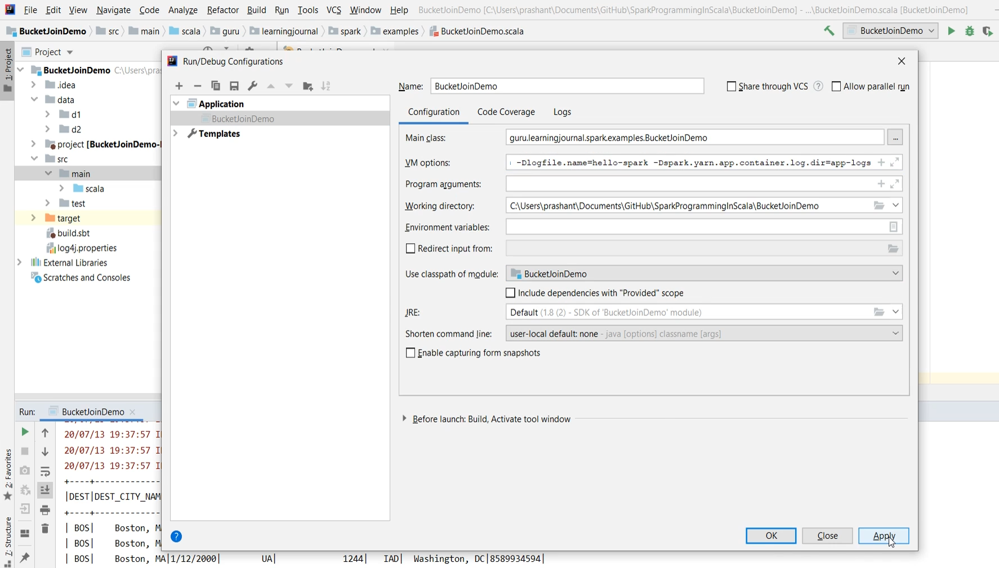 File Edit View Navigate Code Analyze Refactor Build Run Tools VCS Window Help BucketJoinDemo [C:\Users\prashant\Documents\GitHub\SparkProgrammingInScala\BucketJoinDemo] - ...\BucketJoinDemo.scala [BucketJoinDemo]
BucketJoinDemo src main scala guru learningjournal spark examples BucketJoinDemo.scala BucketJoinDemo
1: Project
Project
BucketJoinDemo C:\Users\pra
.idea
data
d1
d2
project [BucketJoinDemo-
src
main
scala
test
target
build.sbt
log4j.properties
External Libraries
Scratches and Consoles
Run/Debug Configurations
Application
BucketJoinDemo
Templates
Name: BucketJoinDemo Share through VCS ? Allow parallel run
Configuration Code Coverage Logs
Main class: guru.learningjournal.spark.examples.BucketJoinDemo ...
VM options: -Dlogfile.name=hello-spark -Dspark.yarn.app.container.log.dir=app-logs
Program arguments:
Working directory: C:\Users\prashant\Documents\GitHub\SparkProgrammingInScala\BucketJoinDemo
Environment variables:
Redirect input from:
Use classpath of module: BucketJoinDemo
Include dependencies with "Provided" scope
JRE: Default (1.8 (2) - SDK of 'BucketJoinDemo' module)
Shorten command line: user-local default: none - java [options] classname [args]
Enable capturing form snapshots
Before launch: Build, Activate tool window
? OK Close Apply
2: Favorites
7: Structure
Run: BucketJoinDemo
20/07/13 19:37:57
20/07/13 19:37:57
20/07/13 19:37:57
+----+-------------
|DEST|DEST_CITY_NAM
+----+-------------
| BOS| Boston, M
| BOS| Boston, M
| BOS| Boston, MA|1/12/2000| UA| 1244| IAD| Washington, DC|8589934594|